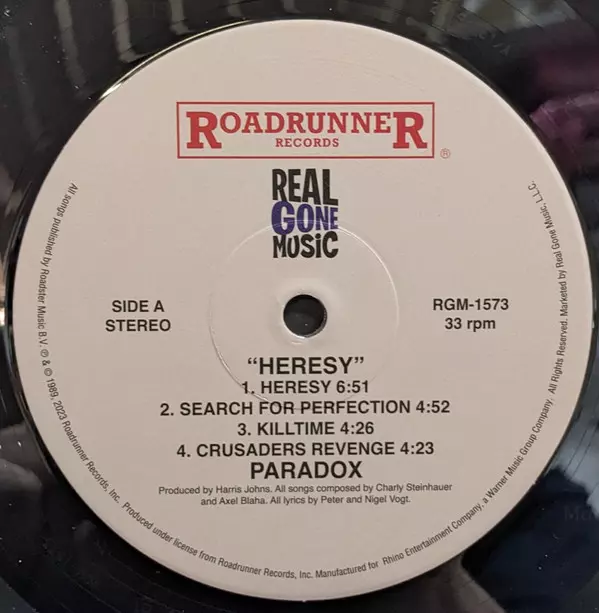 ROADRUNNER
RECORDS
®
REAL
GONE
MUSiC
SIDE A
STEREO
RGM-1573
33 rpm
“HERESY”
1. HERESY 6:51
2. SEARCH FOR PERFECTION 4:52
3. KILLTIME 4:26
4. CRUSADERS REVENGE 4:23
PARADOX
Produced by Harris Johns. All songs composed by Charly Steinhauer
and Axel Blaha. All lyrics by Peter and Nigel Vogt.
All songs published by Roadster Music B.V. ℗ & © 1989, 2023 Roadrunner Records, Inc. Produced under license from Roadrunner Records, Inc. Manufactured for Rhino Entertainment Company, a Warner Music Group Company. All Rights Reserved. Marketed by Real Gone Music, L.L.C.